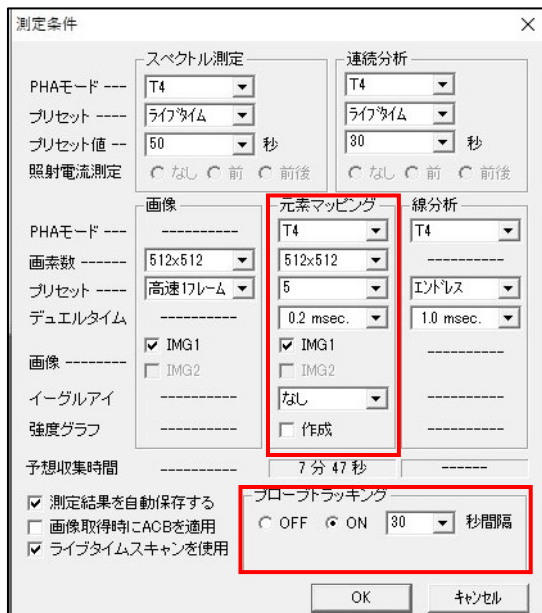 測定条件
スペクトル測定 連続分析
PHAモード --- T4 T4
プリセット ---- ライブタイム ライブタイム
プリセット値 -- 50 秒 30 秒
照射電流測定 なし 前 前後 なし 前 前後
画像 元素マッピング 線分析
PHAモード --- ---------- T4 T4
画素数 ------ 512x512 512x512 ----------
プリセット ---- 高速1フレーム 5 エンドレス
デュエルタイム ---------- 0.2 msec. 1.0 msec.
画像 -------- IMG1 IMG1 ----------
IMG2 IMG2
イーグルアイ ---------- なし ----------
強度グラフ ---------- 作成 ----------
予想収集時間 ---------- 7 分 47 秒 ------
測定結果を自動保存する
画像取得時にACBを適用
ライブタイムスキャンを使用
プローブトラッキング
OFF ON 30 秒間隔
OK キャンセル